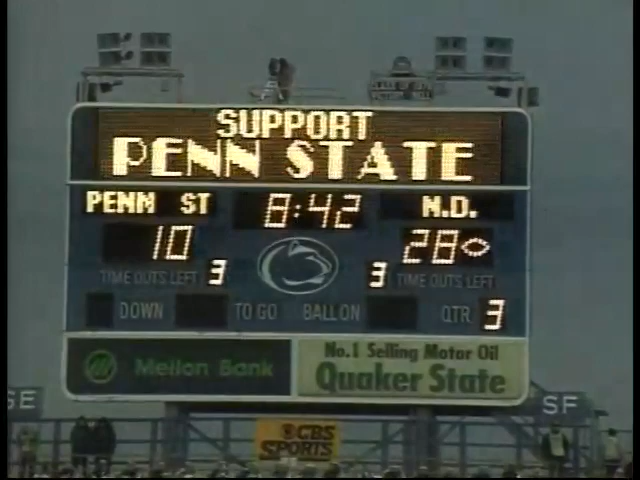 SUPPORT
PENN STATE
PENN ST 8:42 N.D.
10 28
TIME OUTS LEFT 3 3 TIME OUTS LEFT
DOWN TO GO BALL ON QTR 3
Mellon Bank
No.1 Selling Motor Oil
Quaker State
SE
SF
CBS
SPORTS